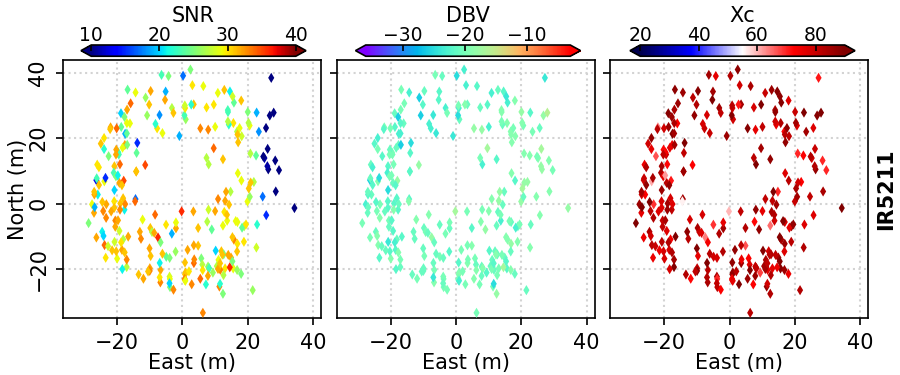 SNR DBV Xc
10 20 30 40 −30 −20 −10 20 40 60 80
40
20
0
−20
North (m)
IR5211
−20 0 20 40 −20 0 20 40 −20 0 20 40
East (m) East (m) East (m)